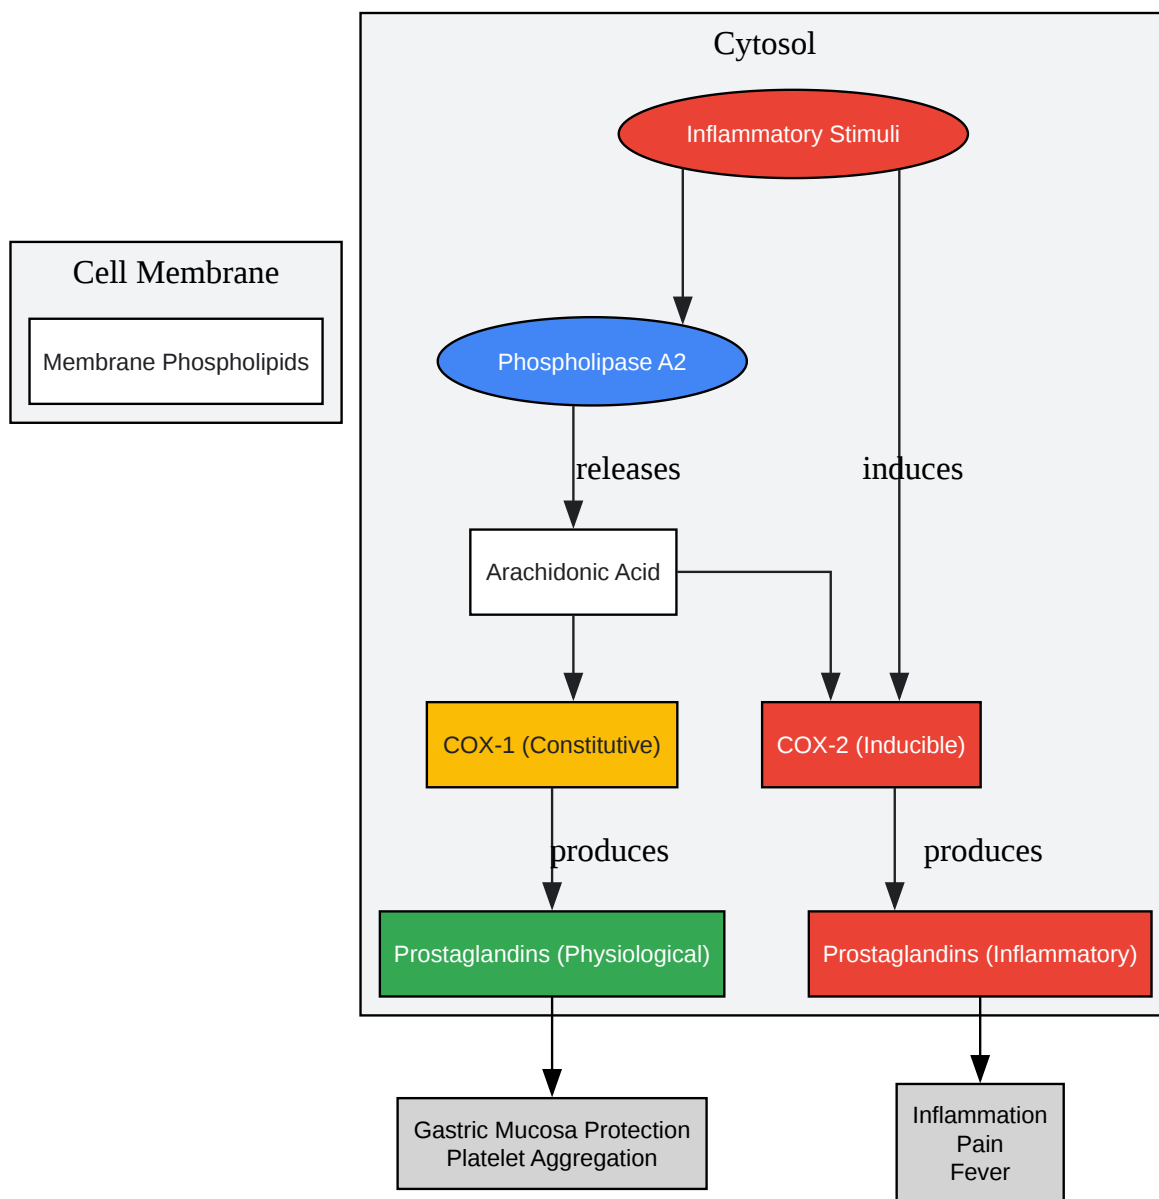 Cytosol
Inflammatory Stimuli
Cell Membrane
Membrane Phospholipids
Phospholipase A2
releases
induces
Arachidonic Acid
COX-1 (Constitutive)
COX-2 (Inducible)
produces
produces
Prostaglandins (Physiological)
Prostaglandins (Inflammatory)
Gastric Mucosa Protection
Platelet Aggregation
Inflammation
Pain
Fever